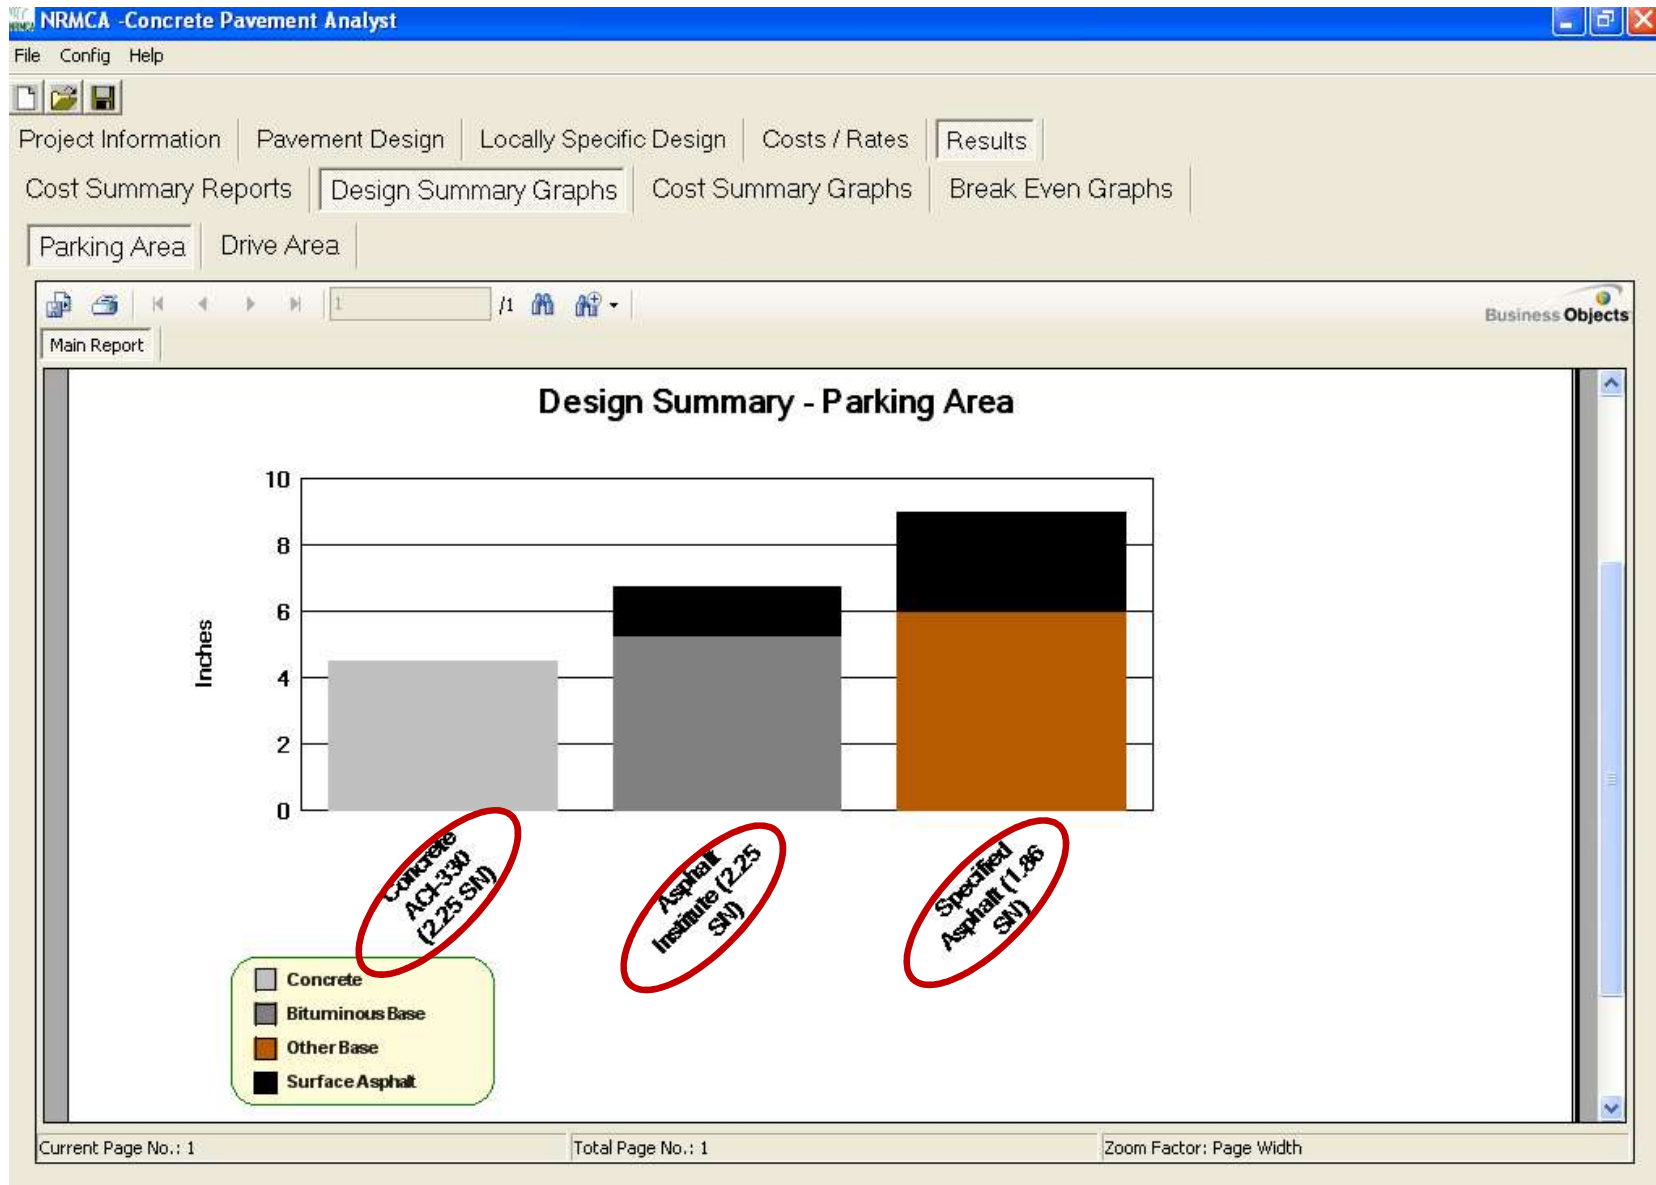 NRMCA -Concrete Pavement Analyst
File Config Help
Project Information Pavement Design Locally Specific Design Costs / Rates Results
Cost Summary Reports Design Summary Graphs Cost Summary Graphs Break Even Graphs
Parking Area Drive Area
1 /1
Business Objects
Main Report
Design Summary - Parking Area
10
8
6
4
2
0
Inches
Concrete
ACI-330
(2.25 SN)
Asphalt
Institute (2.25
SN)
Specified
Asphalt (1.86
SN)
Concrete
Bituminous Base
Other Base
Surface Asphalt
Current Page No.: 1 Total Page No.: 1 Zoom Factor: Page Width